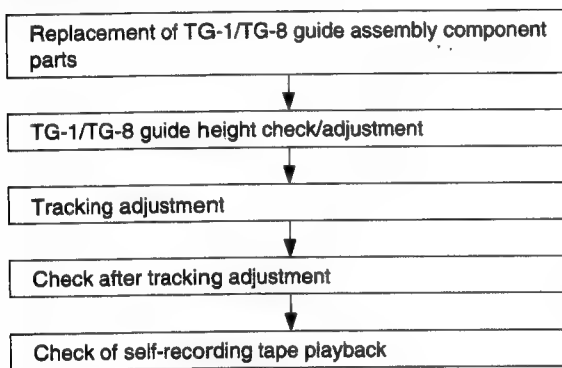 Replacement of TG-1/TG-8 guide assembly component
parts
TG-1/TG-8 guide height check/adjustment
Tracking adjustment
Check after tracking adjustment
Check of self-recording tape playback